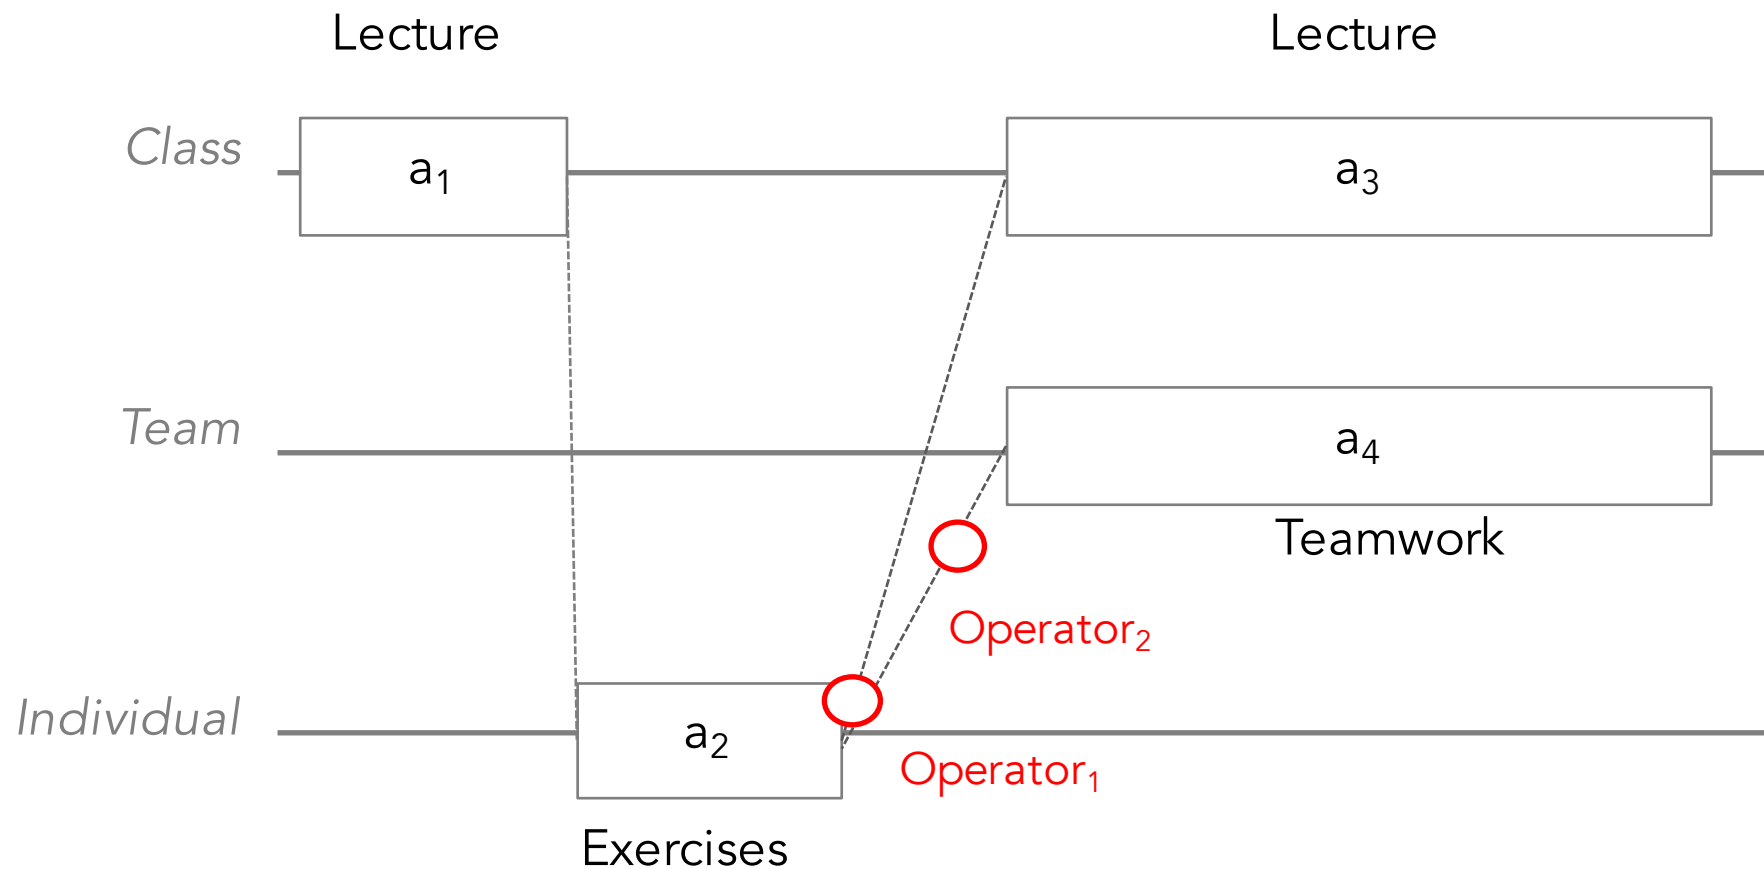 Lecture
Lecture
Class
a₁
a₃
Team
a₄
Teamwork
Operator₂
Individual
a₂
Operator₁
Exercises